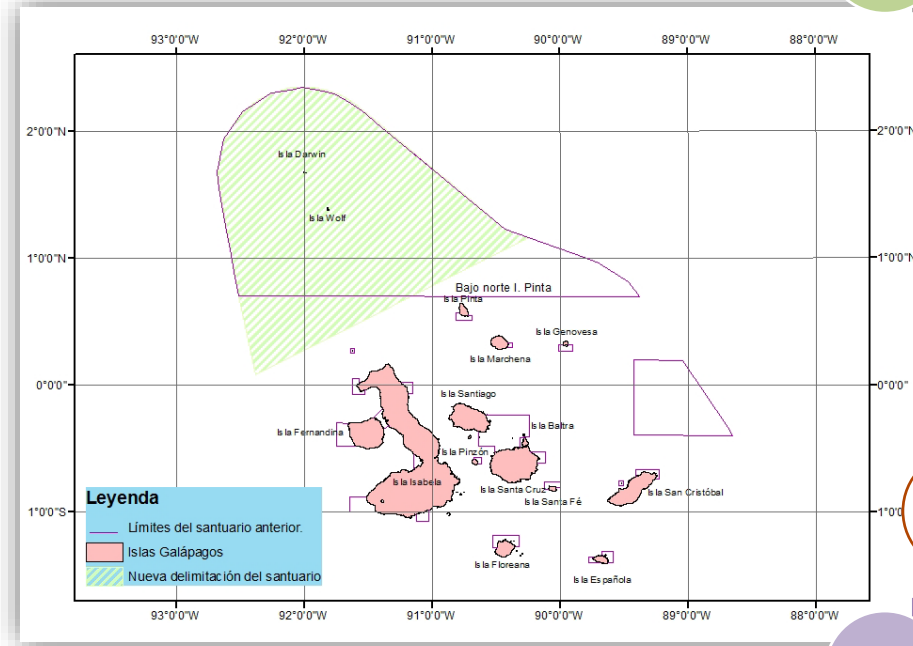 93°0'0"W 92°0'0"W 91°0'0"W 90°0'0"W 89°0'0"W 88°0'0"W
2°0'0"N 2°0'0"N
Isla Darwin
Isla Wolf
1°0'0"N 1°0'0"N
Bajo norte I. Pinta
Isla Pinta
Isla Genovesa
Isla Marchena
0°0'0" 0°0'0"
Isla Santiago
Isla Baltra
Isla Fernandina
Isla Pinzón
Isla Isabela
Isla Santa Cruz
Isla San Cristóbal
Isla Santa Fé
1°0'0"S 1°0'0"
Isla Floreana
Isla Española
Leyenda
Límites del santuario anterior.
Islas Galápagos
Nueva delimitación del santuario
93°0'0"W 92°0'0"W 91°0'0"W 90°0'0"W 89°0'0"W 88°0'0"W